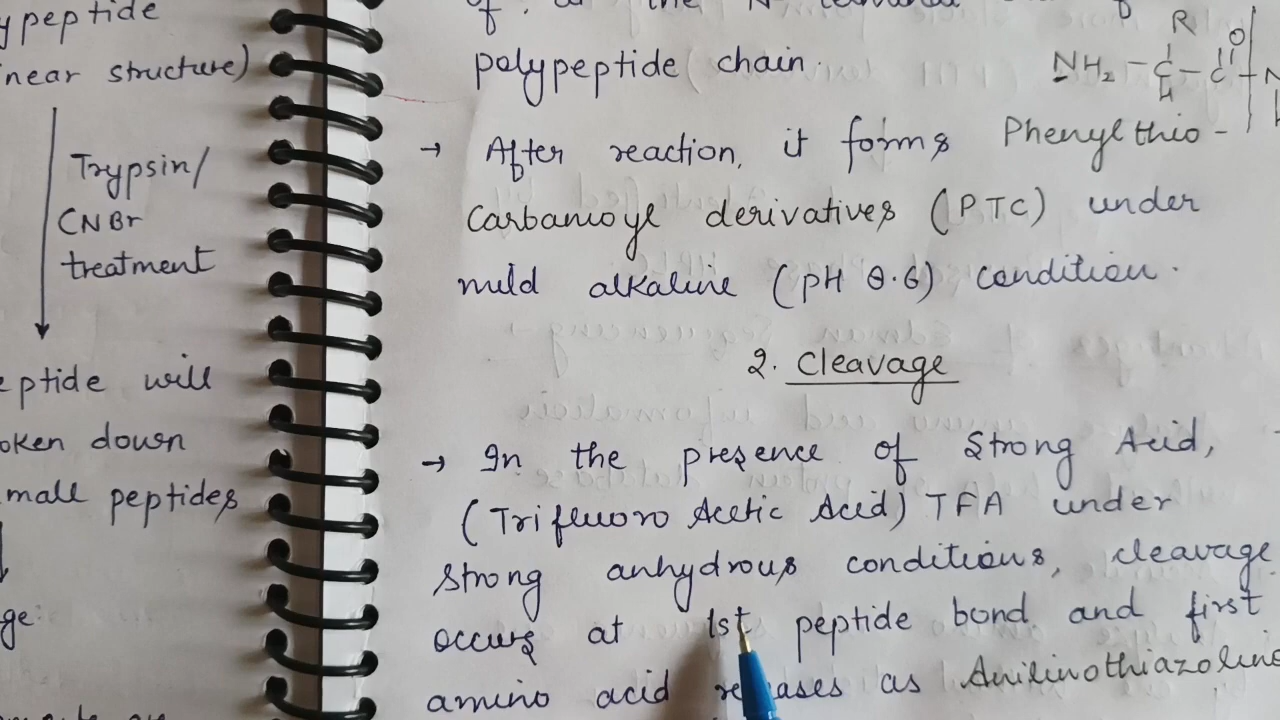 ypeptide
near structure)
Trypsin/
CNBr
treatment
eptide will
oken down
mall peptides
ge:
of
polypeptide chain.
NH₂ - C - C - N
R
O
H
→ After reaction, it forms Phenylthio-
Carbamoyl derivatives (PTC) under
mild alkaline (pH 8.6) condition.
2. Cleavage
→ In the presence of Strong Acid,
(Trifluoro Acetic Acid) TFA under
strong anhydrous conditions, cleavage
occurs at 1st peptide bond and first
amino acid releases as Anilinothiazoline